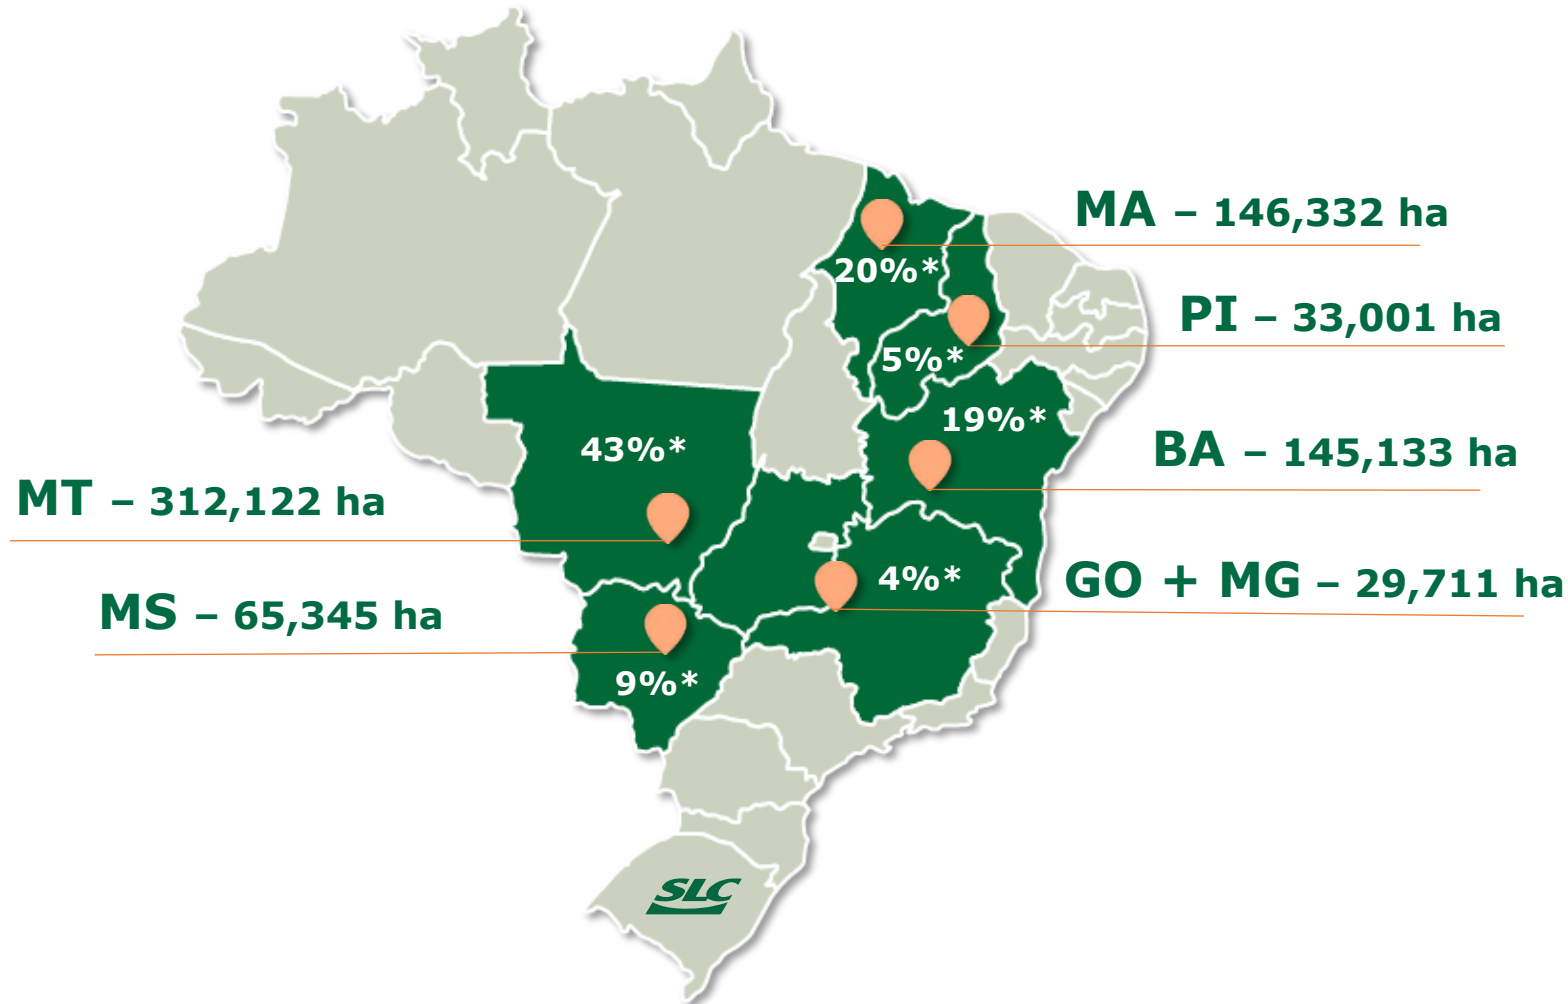 MA – 146,332 ha
20%*
PI – 33,001 ha
5%*
19%*
BA – 145,133 ha
43%*
MT – 312,122 ha
4%*
GO + MG – 29,711 ha
MS – 65,345 ha
9%*
SLC